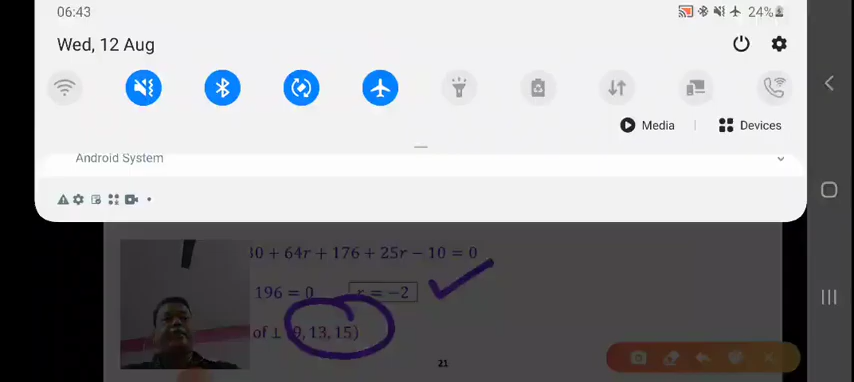 06:43
24%
Wed, 12 Aug
Media
Devices
Android System
30 + 64r + 176 + 25r − 10 = 0
196 = 0
r = −2
of ⊥ (9, 13, 15)
21